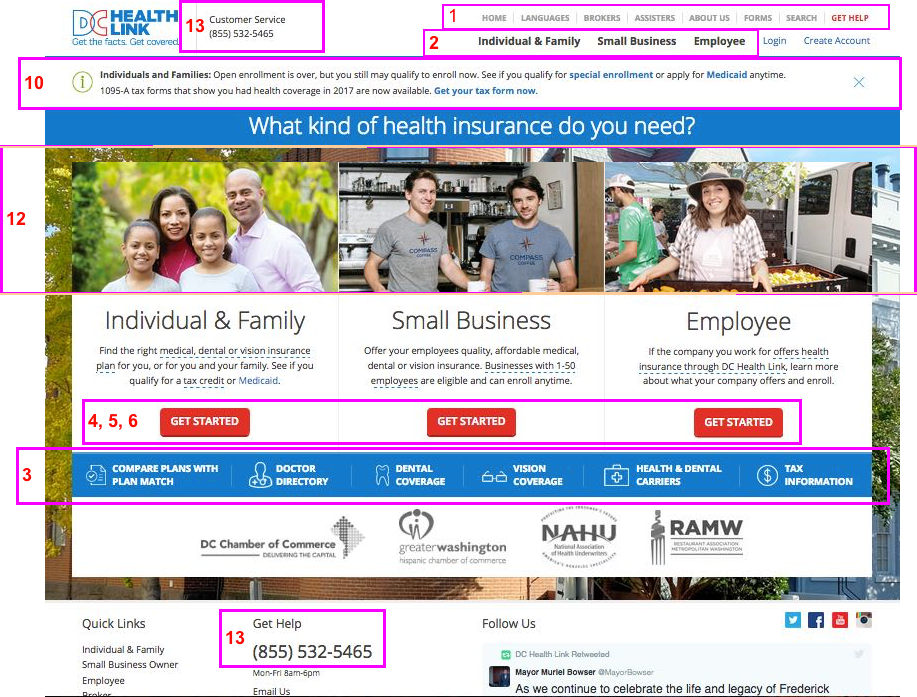 DC HEALTH
LINK
Get the facts. Get covered.
13
Customer Service
(855) 532-5465
1
HOME LANGUAGES BROKERS ASSISTERS ABOUT US FORMS SEARCH GET HELP
2
Individual & Family Small Business Employee Login Create Account
10
Individuals and Families: Open enrollment is over, but you still may qualify to enroll now. See if you qualify for special enrollment or apply for Medicaid anytime.
1095-A tax forms that show you had health coverage in 2017 are now available. Get your tax form now.
What kind of health insurance do you need?
12
COMPASS
COFFEE
COMPASS
COFFEE
Individual & Family
Find the right medical, dental or vision insurance
plan for you, or for you and your family. See if you
qualify for a tax credit or Medicaid.
Small Business
Offer your employees quality, affordable medical,
dental or vision insurance. Businesses with 1-50
employees are eligible and can enroll anytime.
Employee
If the company you work for offers health
insurance through DC Health Link, learn more
about what your company offers and enroll.
4, 5, 6
GET STARTED GET STARTED GET STARTED
3
COMPARE PLANS WITH
PLAN MATCH
DOCTOR
DIRECTORY
DENTAL
COVERAGE
VISION
COVERAGE
HEALTH & DENTAL
CARRIERS
TAX
INFORMATION
DC Chamber of Commerce
DELIVERING THE CAPITAL
greaterwashington
hispanic chamber of commerce
NAHU
National Association
of Health Underwriters
AMERICA'S BENEFITS SPECIALISTS
RAMW
RESTAURANT ASSOCIATION
METROPOLITAN WASHINGTON
Quick Links
Individual & Family
Small Business Owner
Employee
Broker
13
Get Help
(855) 532-5465
Mon-Fri 8am-6pm
Email Us
Follow Us
You
DC Health Link Retweeted
Mayor Muriel Bowser @MayorBowser
As we continue to celebrate the life and legacy of Frederick